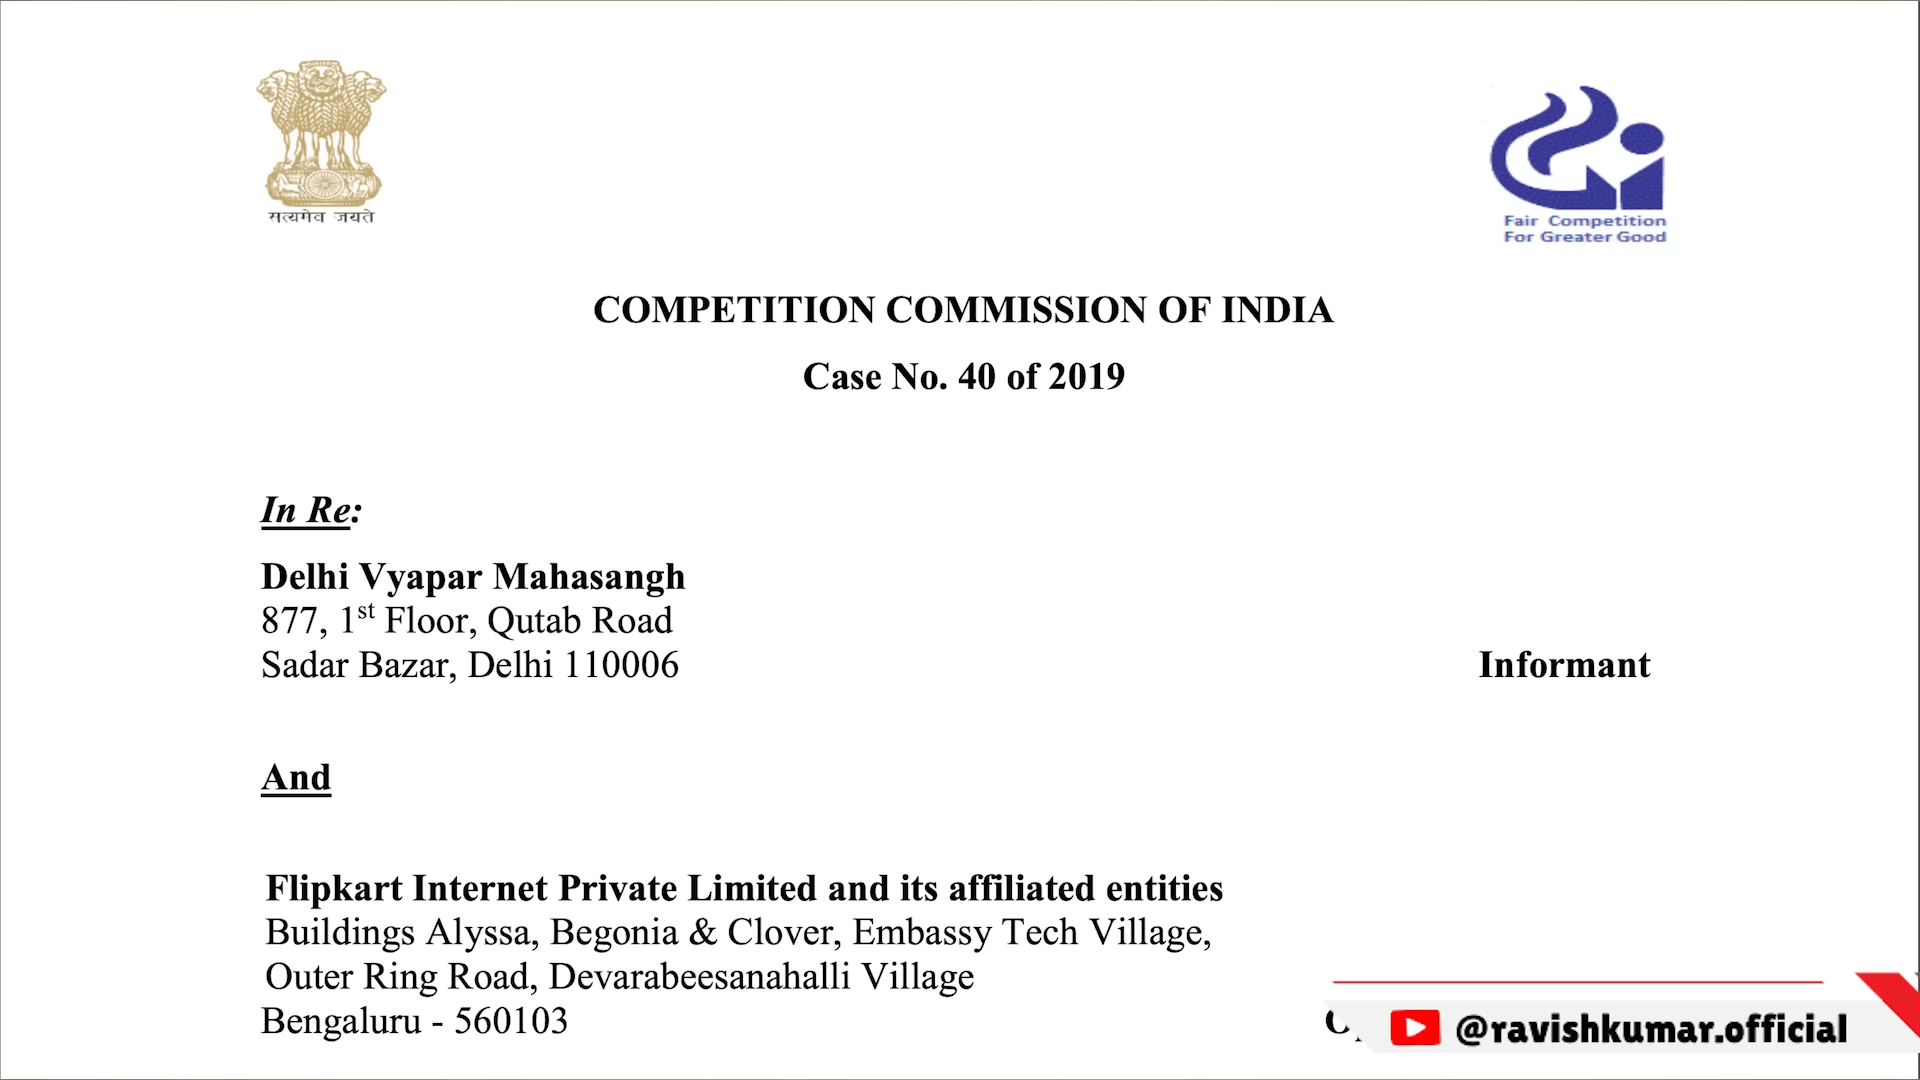 सत्यमेव जयते
Fair Competition
For Greater Good
COMPETITION COMMISSION OF INDIA
Case No. 40 of 2019
In Re:
Delhi Vyapar Mahasangh
877, 1st Floor, Qutab Road
Sadar Bazar, Delhi 110006
Informant
And
Flipkart Internet Private Limited and its affiliated entities
Buildings Alyssa, Begonia & Clover, Embassy Tech Village,
Outer Ring Road, Devarabeesanahalli Village
Bengaluru - 560103
@ravishkumar.official